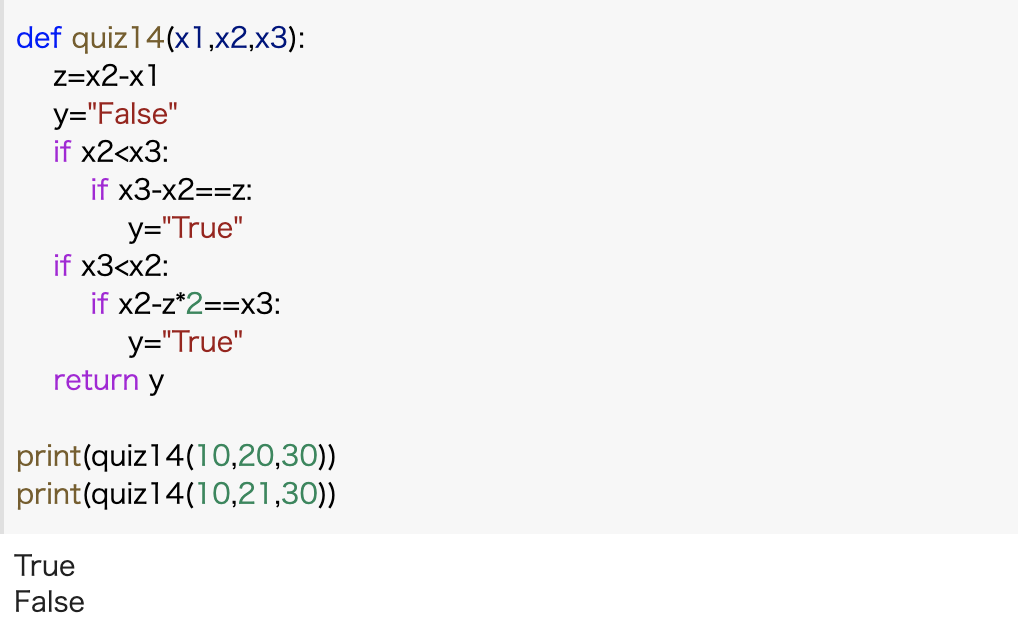 def quiz14(x1,x2,x3):
    z=x2-x1
    y="False"
    if x2<x3:
        if x3-x2==z:
            y="True"
    if x3<x2:
        if x2-z*2==x3:
            y="True"
    return y

print(quiz14(10,20,30))
print(quiz14(10,21,30))
True
False